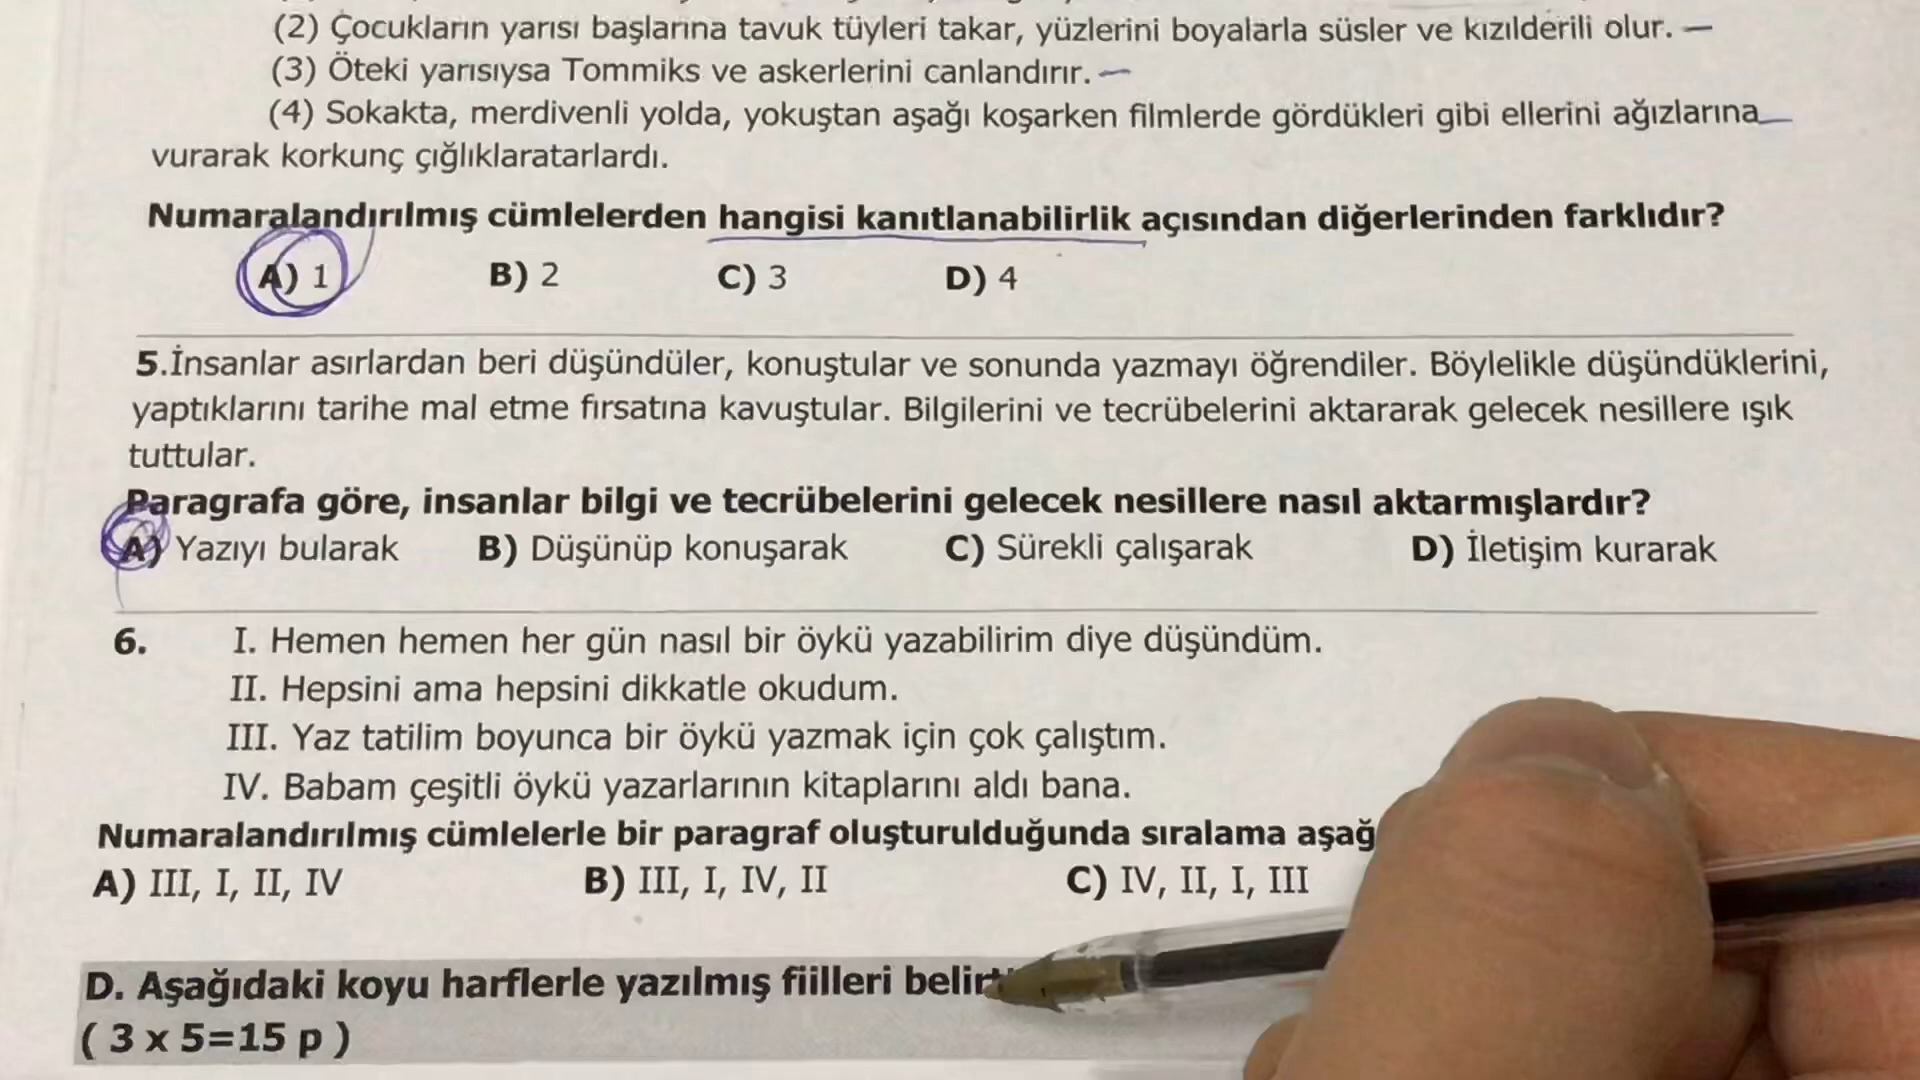 (2) Çocukların yarısı başlarına tavuk tüyleri takar, yüzlerini boyalarla süsler ve kızılderili olur.
(3) Öteki yarısıysa Tommiks ve askerlerini canlandırır.
(4) Sokakta, merdivenli yolda, yokuştan aşağı koşarken filmlerde gördükleri gibi ellerini ağızlarına
vurarak korkunç çığlıklaratarlardı.
Numaralandırılmış cümlelerden hangisi kanıtlanabilirlik açısından diğerlerinden farklıdır?
A) 1 B) 2 C) 3 D) 4
5.İnsanlar asırlardan beri düşündüler, konuştular ve sonunda yazmayı öğrendiler. Böylelikle düşündüklerini,
yaptıklarını tarihe mal etme fırsatına kavuştular. Bilgilerini ve tecrübelerini aktararak gelecek nesillere ışık
tuttular.
Paragrafa göre, insanlar bilgi ve tecrübelerini gelecek nesillere nasıl aktarmışlardır?
A) Yazıyı bularak B) Düşünüp konuşarak C) Sürekli çalışarak D) İletişim kurarak
6. I. Hemen hemen her gün nasıl bir öykü yazabilirim diye düşündüm.
II. Hepsini ama hepsini dikkatle okudum.
III. Yaz tatilim boyunca bir öykü yazmak için çok çalıştım.
IV. Babam çeşitli öykü yazarlarının kitaplarını aldı bana.
Numaralandırılmış cümlelerle bir paragraf oluşturulduğunda sıralama aşağ
A) III, I, II, IV B) III, I, IV, II C) IV, II, I, III
D. Aşağıdaki koyu harflerle yazılmış fiilleri belirt
( 3 x 5=15 p )